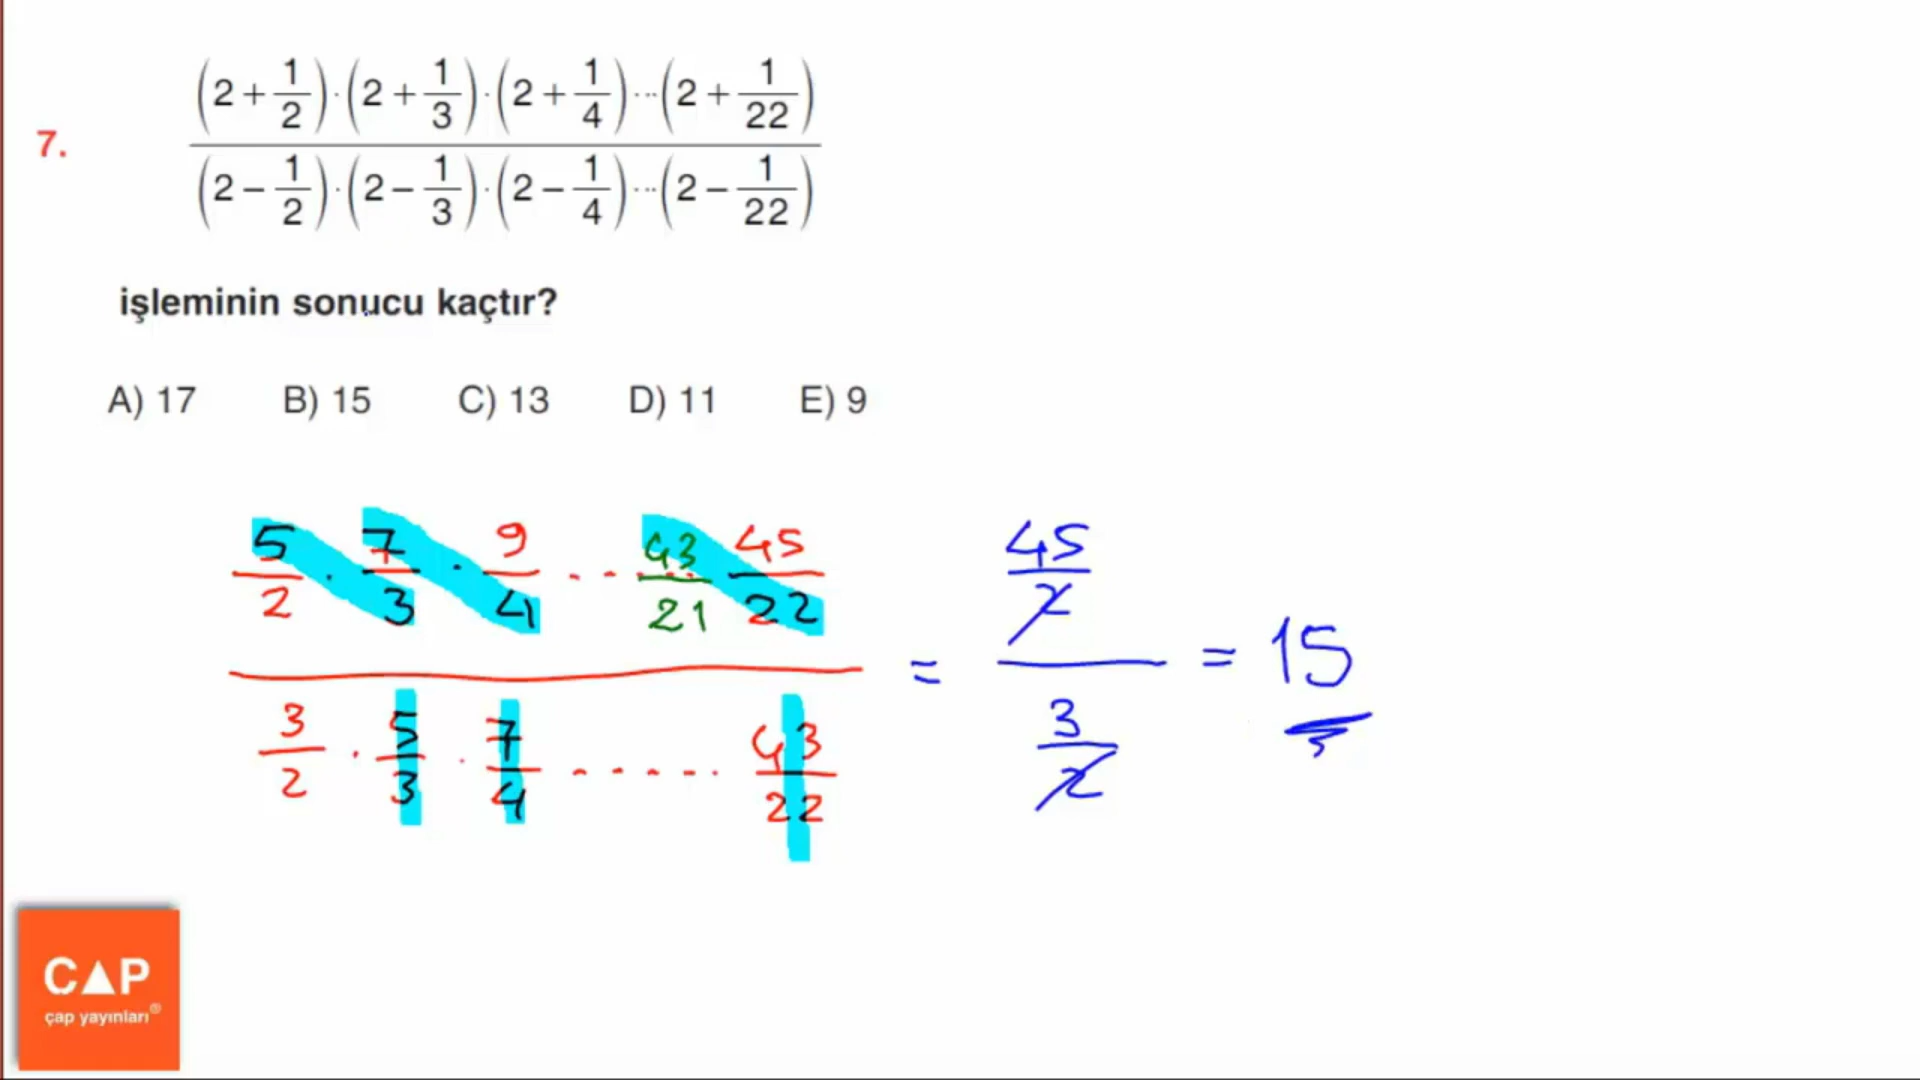 7.
(2 + 1/2) · (2 + 1/3) · (2 + 1/4) ··· (2 + 1/22)
(2 − 1/2) · (2 − 1/3) · (2 − 1/4) ··· (2 − 1/22)
işleminin sonucu kaçtır?
A) 17 B) 15 C) 13 D) 11 E) 9
5/2 · 7/3 · 9/4 ..... 43/21 45/22
3/2 · 5/3 · 7/4 ...... 43/22
= 45/2
3/2
= 15
CAP
çap yayınları®